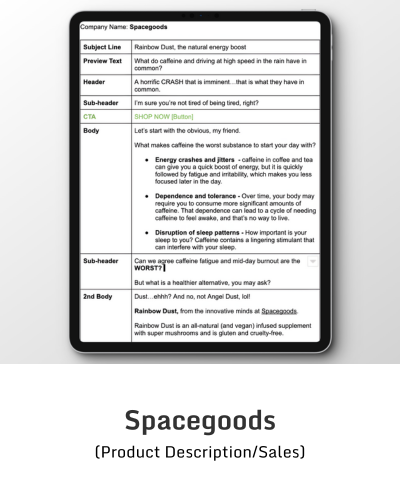 Company Name: Spacegoods
Subject Line
Rainbow Dust, the natural energy boost
Preview Text
What do caffeine and driving at high speed in the rain have in
common?
Header
A horrific CRASH that is imminent...that is what they have in
common.
Sub-header
I'm sure you're not tired of being tired, right?
CTA
SHOP NOW [Button]
Body
Let's start with the obvious, my friend.
What makes caffeine the worst substance to start your day with?
● Energy crashes and jitters - caffeine in coffee and tea
can give you a quick boost of energy, but it is quickly
followed by fatigue and irritability, which makes you less
focused later in the day.
● Dependence and tolerance - Over time, your body may
require you to consume more significant amounts of
caffeine. That dependence can lead to a cycle of needing
caffeine to feel awake, and that's no way to live.
● Disruption of sleep patterns - How important is your
sleep to you? Caffeine contains a lingering stimulant that
can interfere with your sleep.
Sub-header
Can we agree caffeine fatigue and mid-day burnout are the
WORST?
But what is a healthier alternative, you may ask?
2nd Body
Dust...ehhh? And no, not Angel Dust, lol!
Rainbow Dust, from the innovative minds at Spacegoods.
Rainbow Dust is an all-natural (and vegan) infused supplement
with super mushrooms and is gluten and cruelty-free.
Spacegoods
(Product Description/Sales)